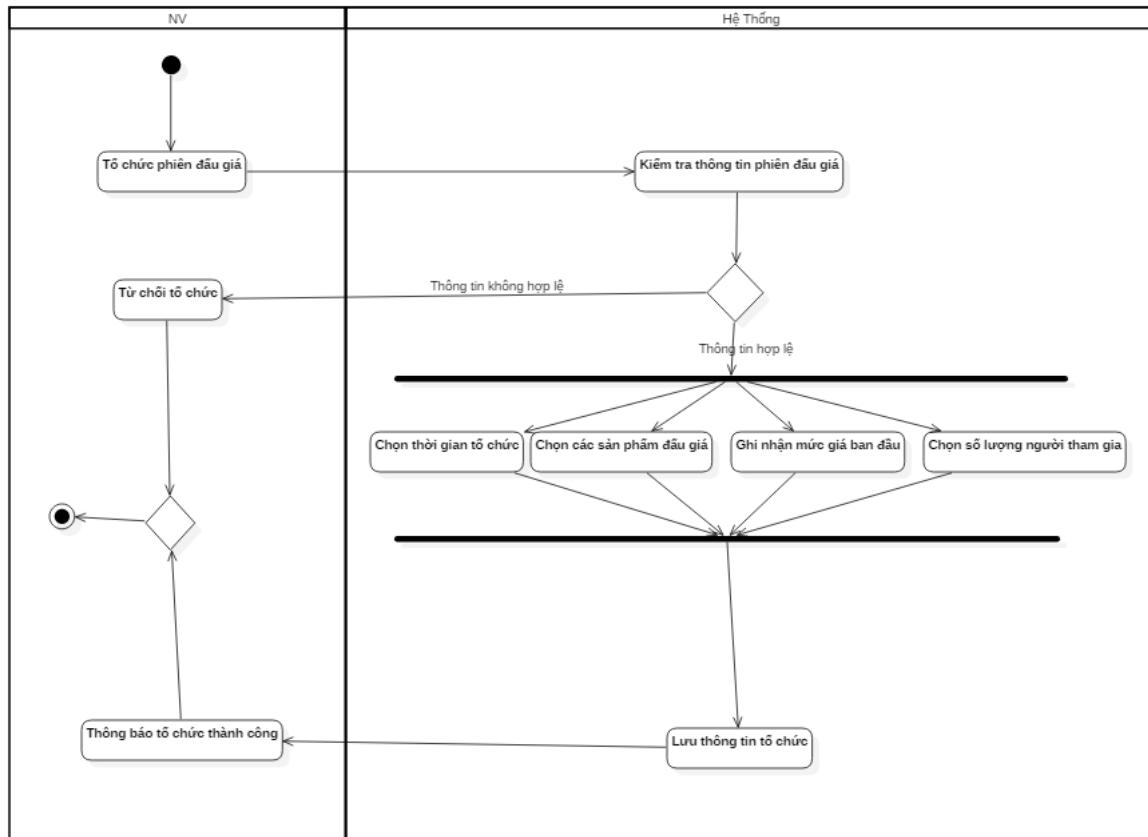 NV
Hệ Thống
Tổ chức phiên đấu giá
Kiểm tra thông tin phiên đấu giá
Từ chối tổ chức
Thông tin không hợp lệ
Thông tin hợp lệ
Chọn thời gian tổ chức
Chọn các sản phẩm đấu giá
Ghi nhận mức giá ban đầu
Chọn số lượng người tham gia
Thông báo tổ chức thành công
Lưu thông tin tổ chức